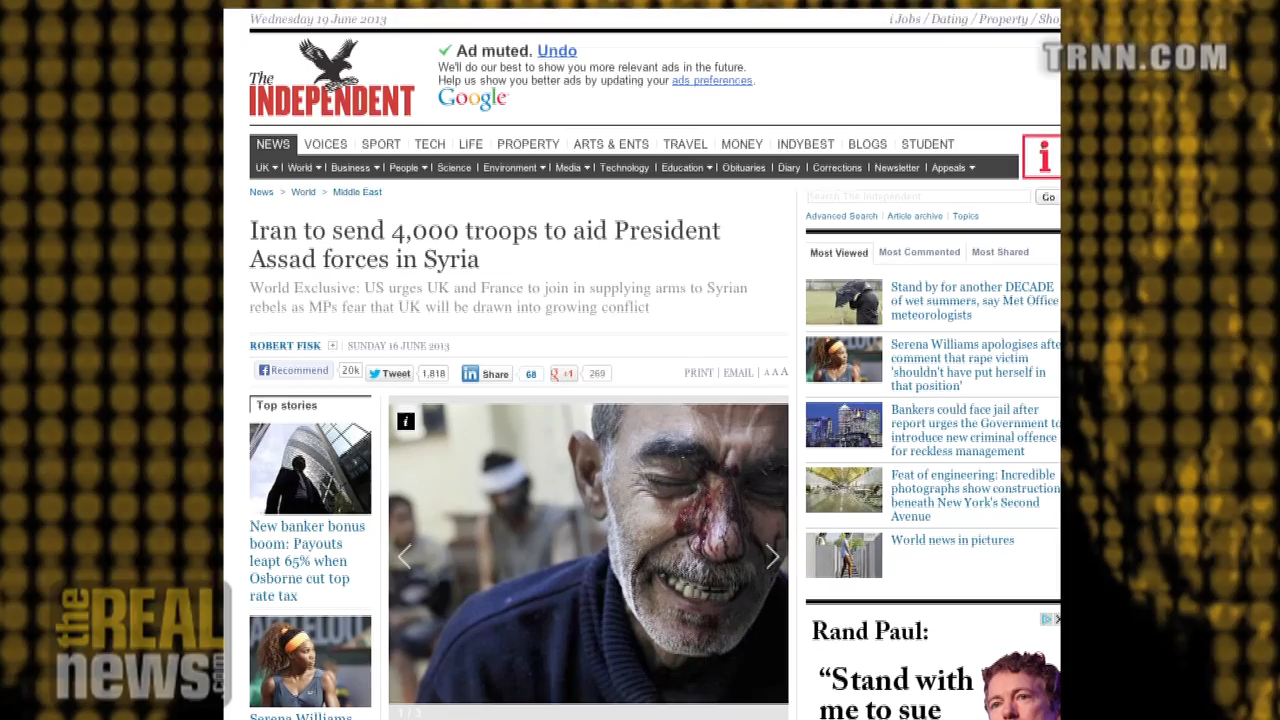 Wednesday 19 June 2013
i Jobs / Dating / Property / Sho
TRNN.COM
The
INDEPENDENT
Ad muted. Undo
We'll do our best to show you more relevant ads in the future.
Help us show you better ads by updating your ads preferences.
Google
NEWS VOICES SPORT TECH LIFE PROPERTY ARTS & ENTS TRAVEL MONEY INDYBEST BLOGS STUDENT
i
UK World Business People Science Environment Media Technology Education Obituaries Diary Corrections Newsletter Appeals
News > World > Middle East
Search The Independent
Go
Advanced Search Article archive Topics
Iran to send 4,000 troops to aid President
Assad forces in Syria
World Exclusive: US urges UK and France to join in supplying arms to Syrian
rebels as MPs fear that UK will be drawn into growing conflict
ROBERT FISK + SUNDAY 16 JUNE 2013
Recommend 20k Tweet 1,818 in Share 68 g +1 269 PRINT EMAIL A A A
Top stories
i
New banker bonus
boom: Payouts
leapt 65% when
Osborne cut top
rate tax
Serena Williams
1 / 3
Most Viewed Most Commented Most Shared
Stand by for another DECADE
of wet summers, say Met Office
meteorologists
Serena Williams apologises afte
comment that rape victim
'shouldn't have put herself in
that position'
Bankers could face jail after
report urges the Government to
introduce new criminal offence
for reckless management
Feat of engineering: Incredible
photographs show construction
beneath New York's Second
Avenue
World news in pictures
Rand Paul:
“Stand with
me to sue
the REAL
news.com